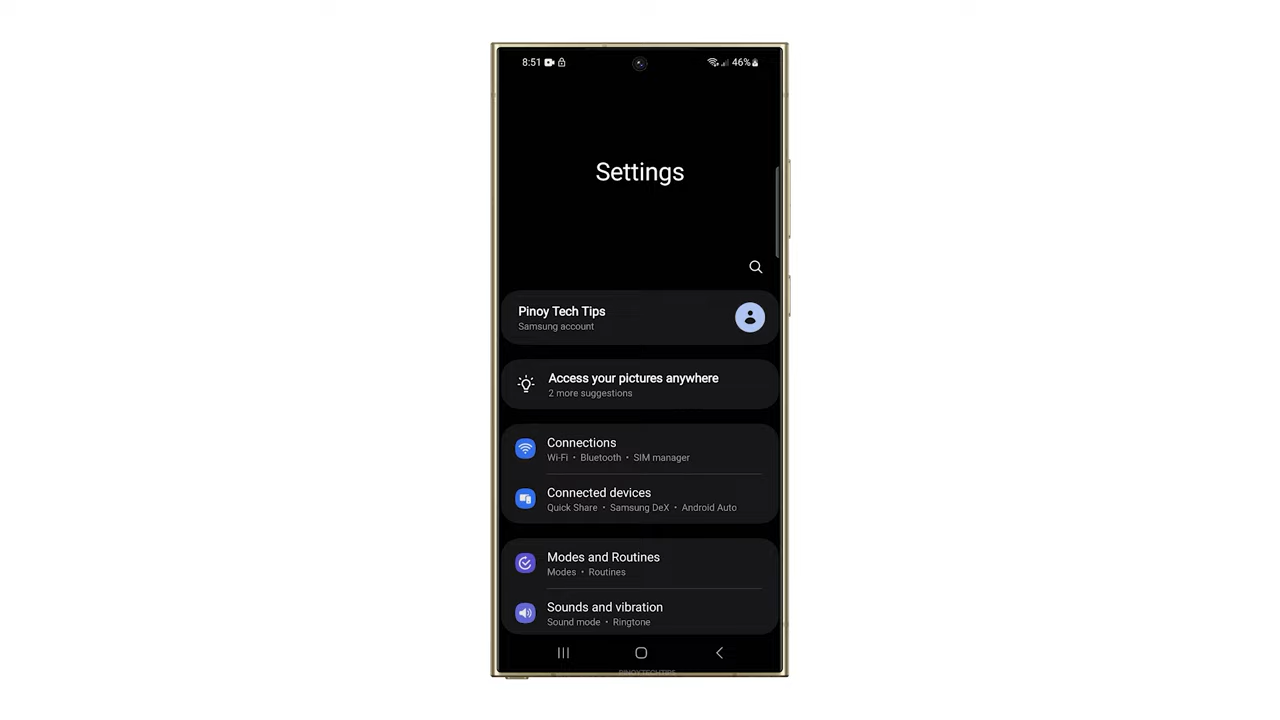 8:51
46%
Settings
Pinoy Tech Tips
Samsung account
Access your pictures anywhere
2 more suggestions
Connections
Wi-Fi • Bluetooth • SIM manager
Connected devices
Quick Share • Samsung DeX • Android Auto
Modes and Routines
Modes • Routines
Sounds and vibration
Sound mode • Ringtone
PINOYTECHTIPS